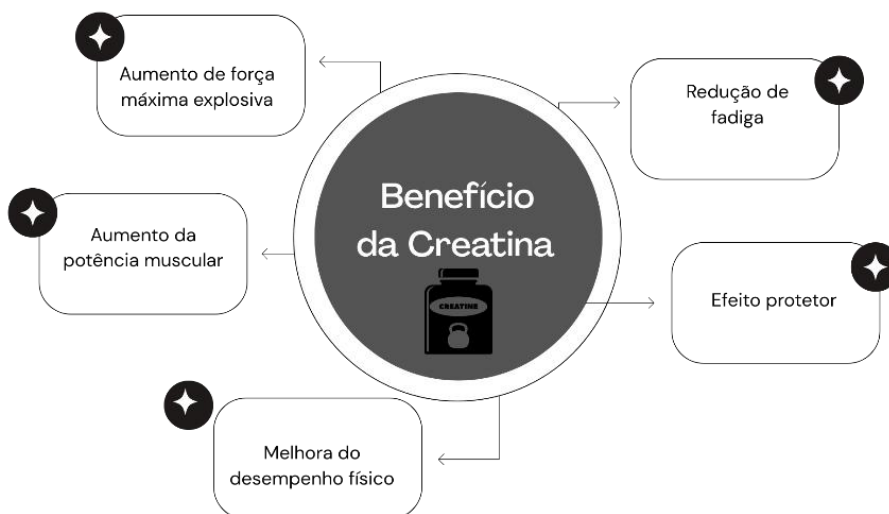 Benefício
da Creatina
CREATINE
Aumento de força
máxima explosiva
Redução de
fadiga
Aumento da
potência muscular
Efeito protetor
Melhora do
desempenho físico